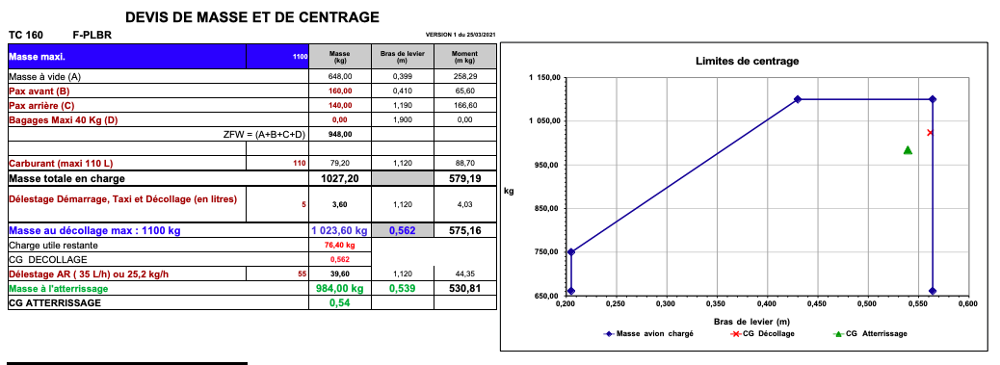 DEVIS DE MASSE ET DE CENTRAGE
TC 160 F-PLBR VERSION 1 du 25/03/2021
Masse maxi. 1100 Masse (kg) Bras de levier (m) Moment (m kg)
Masse à vide (A) 648,00 0,399 258,29
Pax avant (B) 160,00 0,410 65,60
Pax arrière (C) 140,00 1,190 166,60
Bagages Maxi 40 Kg (D) 0,00 1,900 0,00
ZFW = (A+B+C+D) 948,00
Carburant (maxi 110 L) 110 79,20 1,120 88,70
Masse totale en charge 1027,20 579,19
Délestage Démarrage, Taxi et Décollage (en litres) 5 3,60 1,120 4,03
Masse au décollage max : 1100 kg 1 023,60 kg 0,562 575,16
Charge utile restante 76,40 kg
CG DECOLLAGE 0,562
Délestage AR ( 35 L/h) ou 25,2 kg/h 55 39,60 1,120 44,35
Masse à l'atterrissage 984,00 kg 0,539 530,81
CG ATTERRISSAGE 0,54
Limites de centrage
1 150,00
1 050,00
950,00
850,00
750,00
650,00
kg
0,200 0,250 0,300 0,350 0,400 0,450 0,500 0,550 0,600
Bras de levier (m)
Masse avion chargé CG Décollage CG Atterrissage